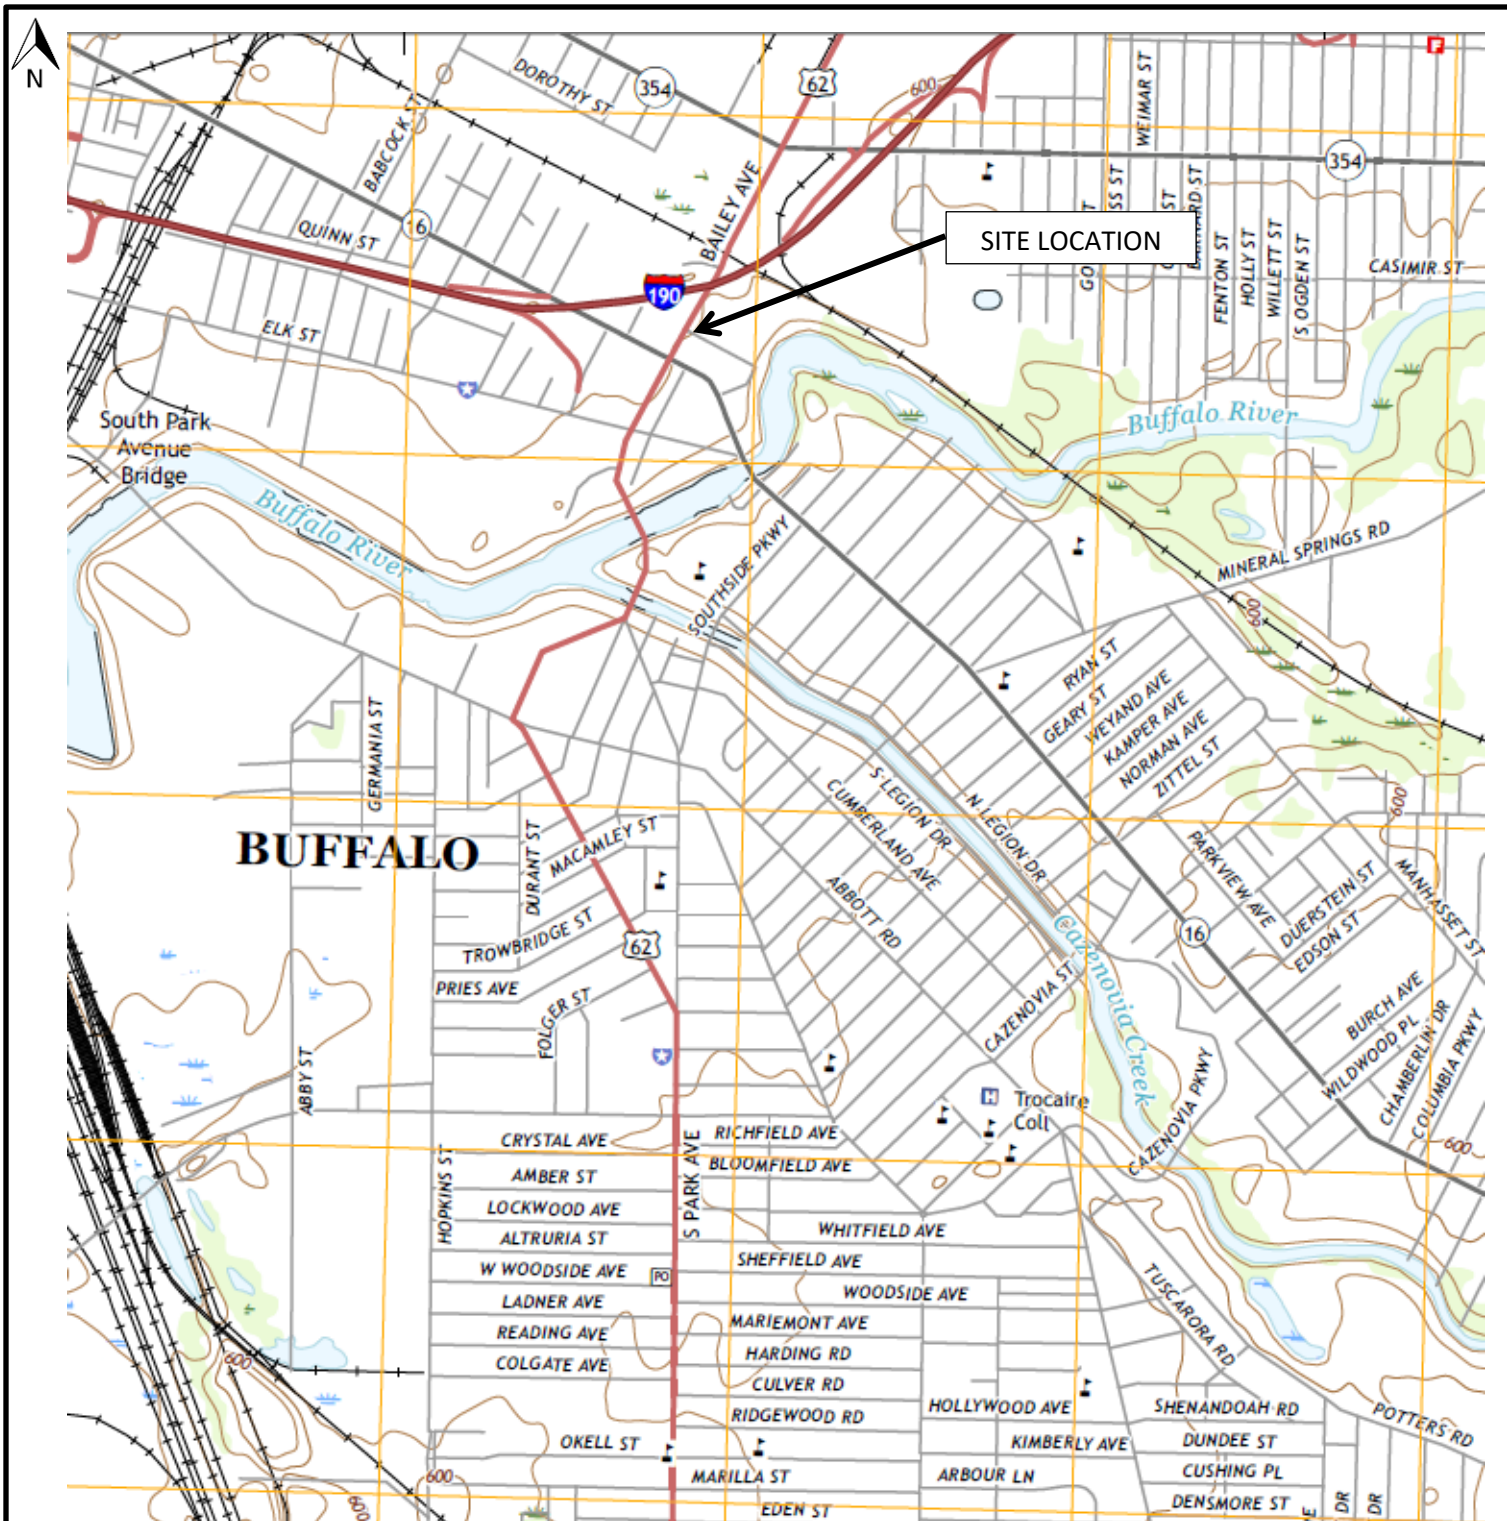 N
62
F
DOROTHY ST
354
600
WEIMAR ST
BABCOCK ST
354
BAILEY AVE
16
QUINN ST
SITE LOCATION
FENTON ST
HOLLY ST
WILLETT ST
S OGDEN ST
CASIMIR ST
190
ELK ST
South Park
Avenue
Bridge
Buffalo River
Buffalo River
SOUTHSIDE PKWY
MINERAL SPRINGS RD
600
RYAN ST
GEARY ST
WEYAND AVE
KAMPER AVE
NORMAN AVE
ZITTEL ST
GERMANIA ST
S LEGION DR
N LEGION DR
CUMBERLAND AVE
600
BUFFALO
DURANT ST
MACAMLEY ST
ABBOTT RD
PARKVIEW AVE
DUERSTEIN ST
EDSON ST
MANHASSET ST
TROWBRIDGE ST
62
16
Cazenovia Creek
PRIES AVE
FOLGER ST
CAZENOVIA ST
BURCH AVE
WILDWOOD PL
CHAMBERLIN DR
COLUMBIA PKWY
ABBY ST
H
Trocaire
Coll
CAZENOVIA PKWY
600
CRYSTAL AVE
RICHFIELD AVE
AMBER ST
BLOOMFIELD AVE
HOPKINS ST
S PARK AVE
LOCKWOOD AVE
ALTRURIA ST
WHITFIELD AVE
W WOODSIDE AVE
PO
SHEFFIELD AVE
LADNER AVE
WOODSIDE AVE
TUSCARORA RD
READING AVE
MARIEMONT AVE
COLGATE AVE
HARDING RD
600
CULVER RD
RIDGEWOOD RD
HOLLYWOOD AVE
SHENANDOAH RD
POTTERS RD
OKELL ST
KIMBERLY AVE
DUNDEE ST
600
MARILLA ST
ARBOUR LN
CUSHING PL
600
EDEN ST
DENSMORE ST
DR
DR